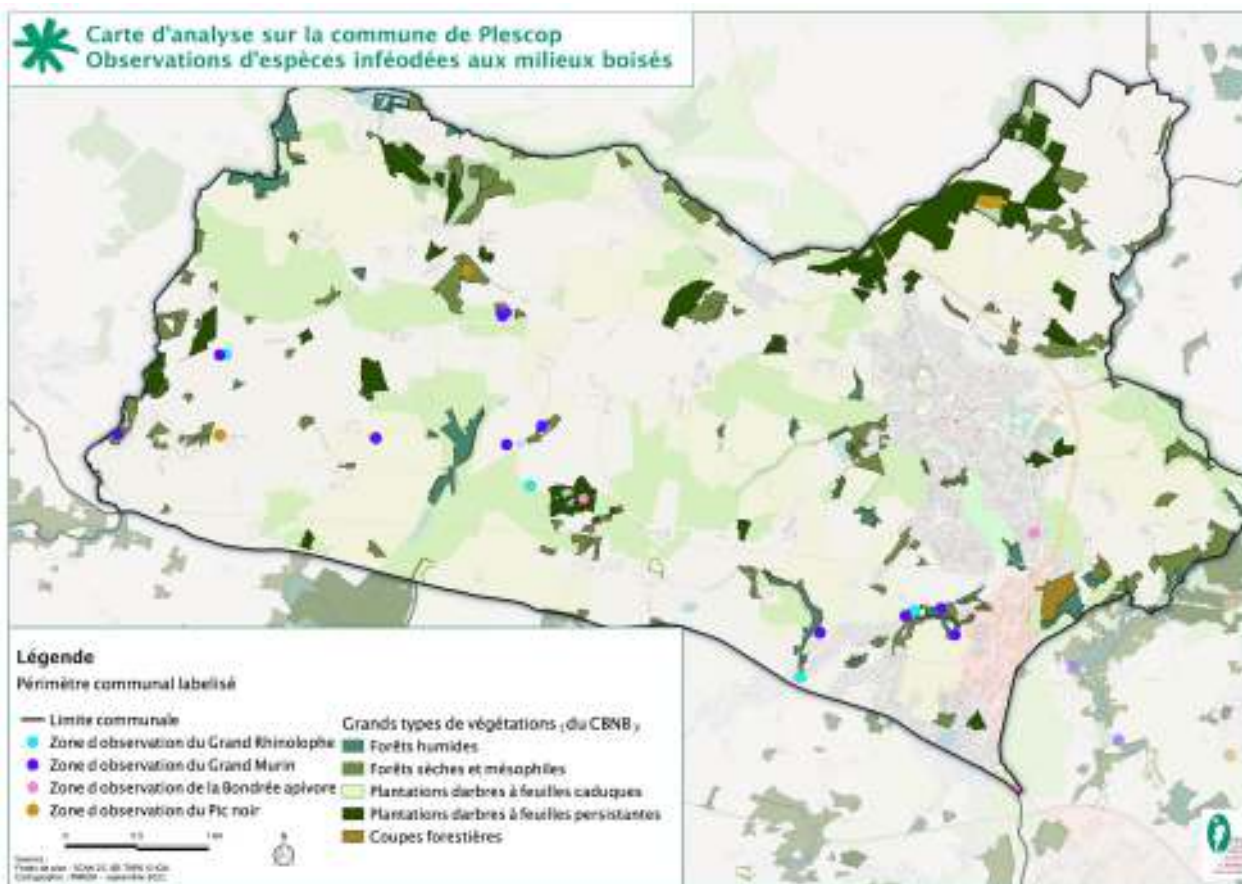 Carte d'analyse sur la commune de Plescop
Observations d'espèces inféodées aux milieux boisés
Légende
Périmètre communal labelisé
Limite communale
Zone d observation du Grand Rhinolophe
Zone d observation du Grand Murin
Zone d observation de la Bondrée apivore
Zone d observation du Pic noir
Grands types de végétations (du CBNB)
Forêts humides
Forêts sèches et mésophiles
Plantations darbres à feuilles caduques
Plantations darbres à feuilles persistantes
Coupes forestières
0